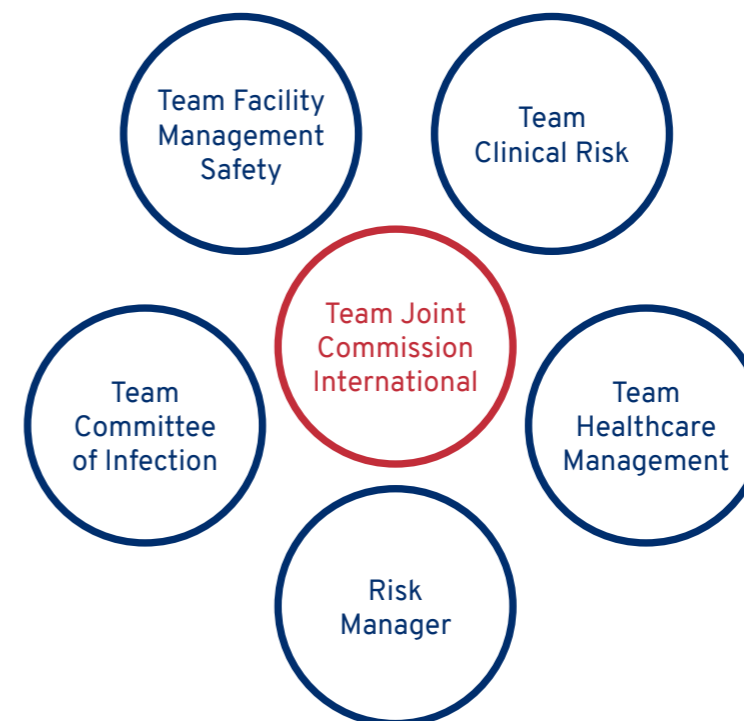 Team Facility
Management
Safety
Team
Clinical Risk
Team Joint
Commission
International
Team
Committee
of Infection
Team
Healthcare
Management
Risk
Manager